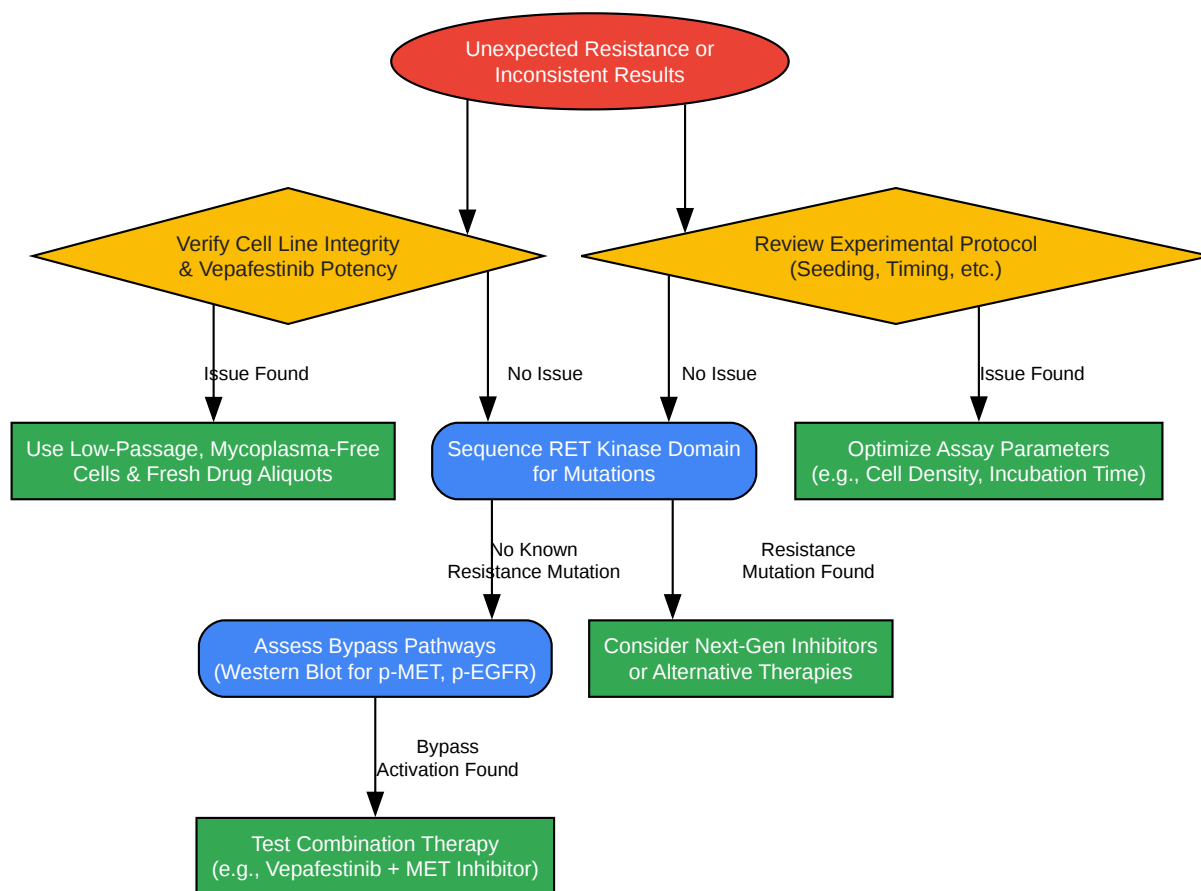 Unexpected Resistance or
Inconsistent Results
Verify Cell Line Integrity
& Vepafestinib Potency
Review Experimental Protocol
(Seeding, Timing, etc.)
Issue Found
No Issue
No Issue
Issue Found
Use Low-Passage, Mycoplasma-Free
Cells & Fresh Drug Aliquots
Sequence RET Kinase Domain
for Mutations
Optimize Assay Parameters
(e.g., Cell Density, Incubation Time)
No Known
Resistance Mutation
Resistance
Mutation Found
Assess Bypass Pathways
(Western Blot for p-MET, p-EGFR)
Consider Next-Gen Inhibitors
or Alternative Therapies
Bypass
Activation Found
Test Combination Therapy
(e.g., Vepafestinib + MET Inhibitor)